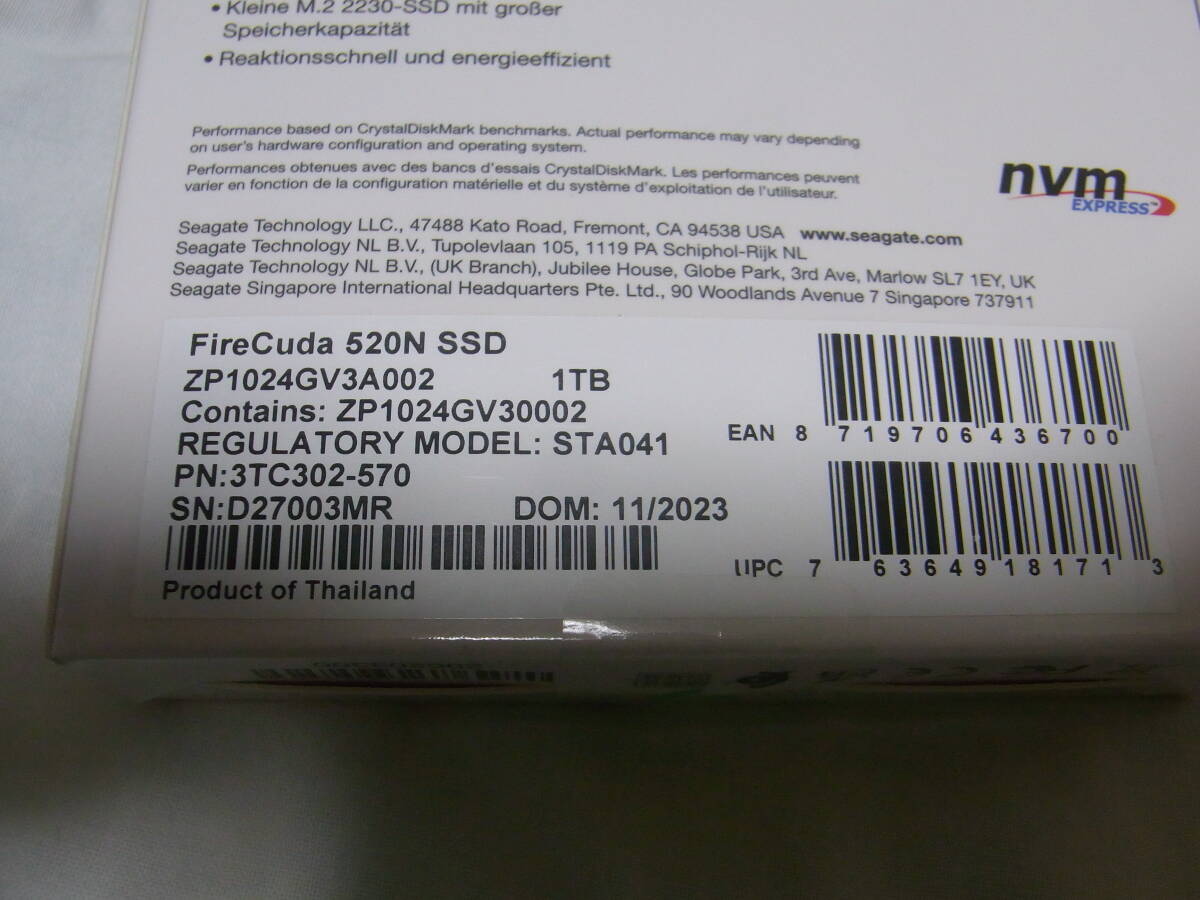 • Kleine M.2 2230-SSD mit großer
Speicherkapazität
• Reaktionsschnell und energieeffizient
Performance based on CrystalDiskMark benchmarks. Actual performance may vary depending
on user's hardware configuration and operating system.
Performances obtenues avec des bancs d'essais CrystalDiskMark. Les performances peuvent
varier en fonction de la configuration matérielle et du système d'exploitation de l'utilisateur.
nvm
EXPRESS
Seagate Technology LLC., 47488 Kato Road, Fremont, CA 94538 USA www.seagate.com
Seagate Technology NL B.V., Tupolevlaan 105, 1119 PA Schiphol-Rijk NL
Seagate Technology NL B.V., (UK Branch), Jubilee House, Globe Park, 3rd Ave, Marlow SL7 1EY, UK
Seagate Singapore International Headquarters Pte. Ltd., 90 Woodlands Avenue 7 Singapore 737911
FireCuda 520N SSD
ZP1024GV3A002 1TB
Contains: ZP1024GV30002
REGULATORY MODEL: STA041
PN:3TC302-570
SN:D27003MR DOM: 11/2023
Product of Thailand
EAN 8 719706 436700
UPC 7 63649 18171 3